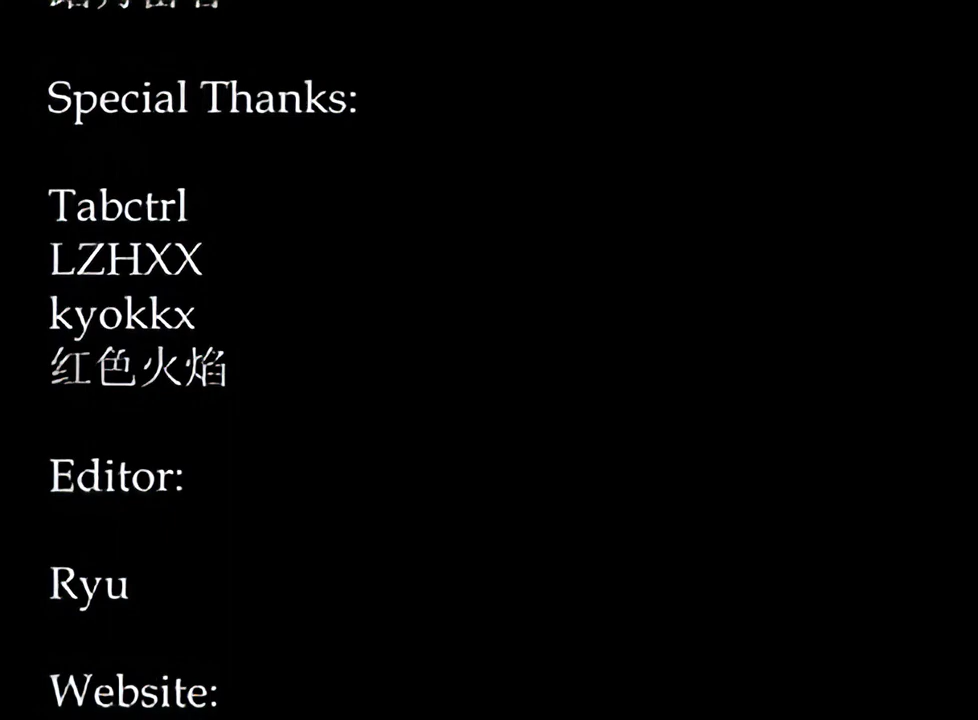 Special Thanks:
Tabctrl
LZHXX
kyokkx
红色火焰
Editor:
Ryu
Website: